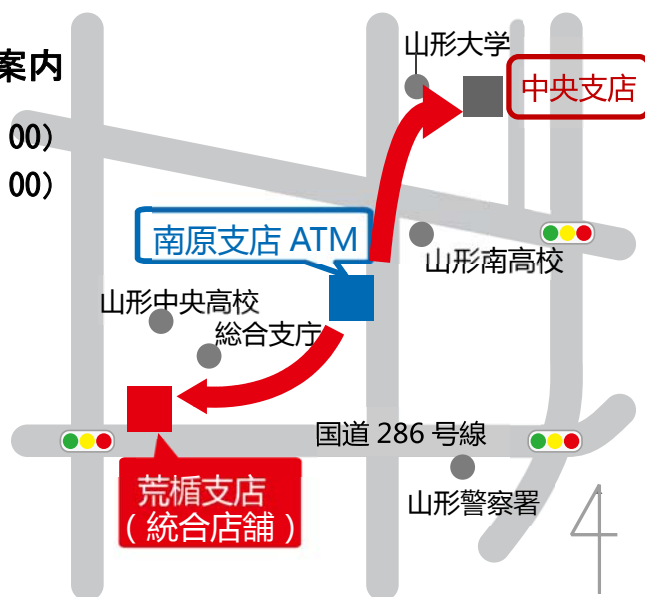 案内
00)
00)
山形大学
中央支店
南原支店 ATM
山形南高校
山形中央高校
総合支庁
国道 286 号線
荒楯支店
（統合店舗）
山形警察署